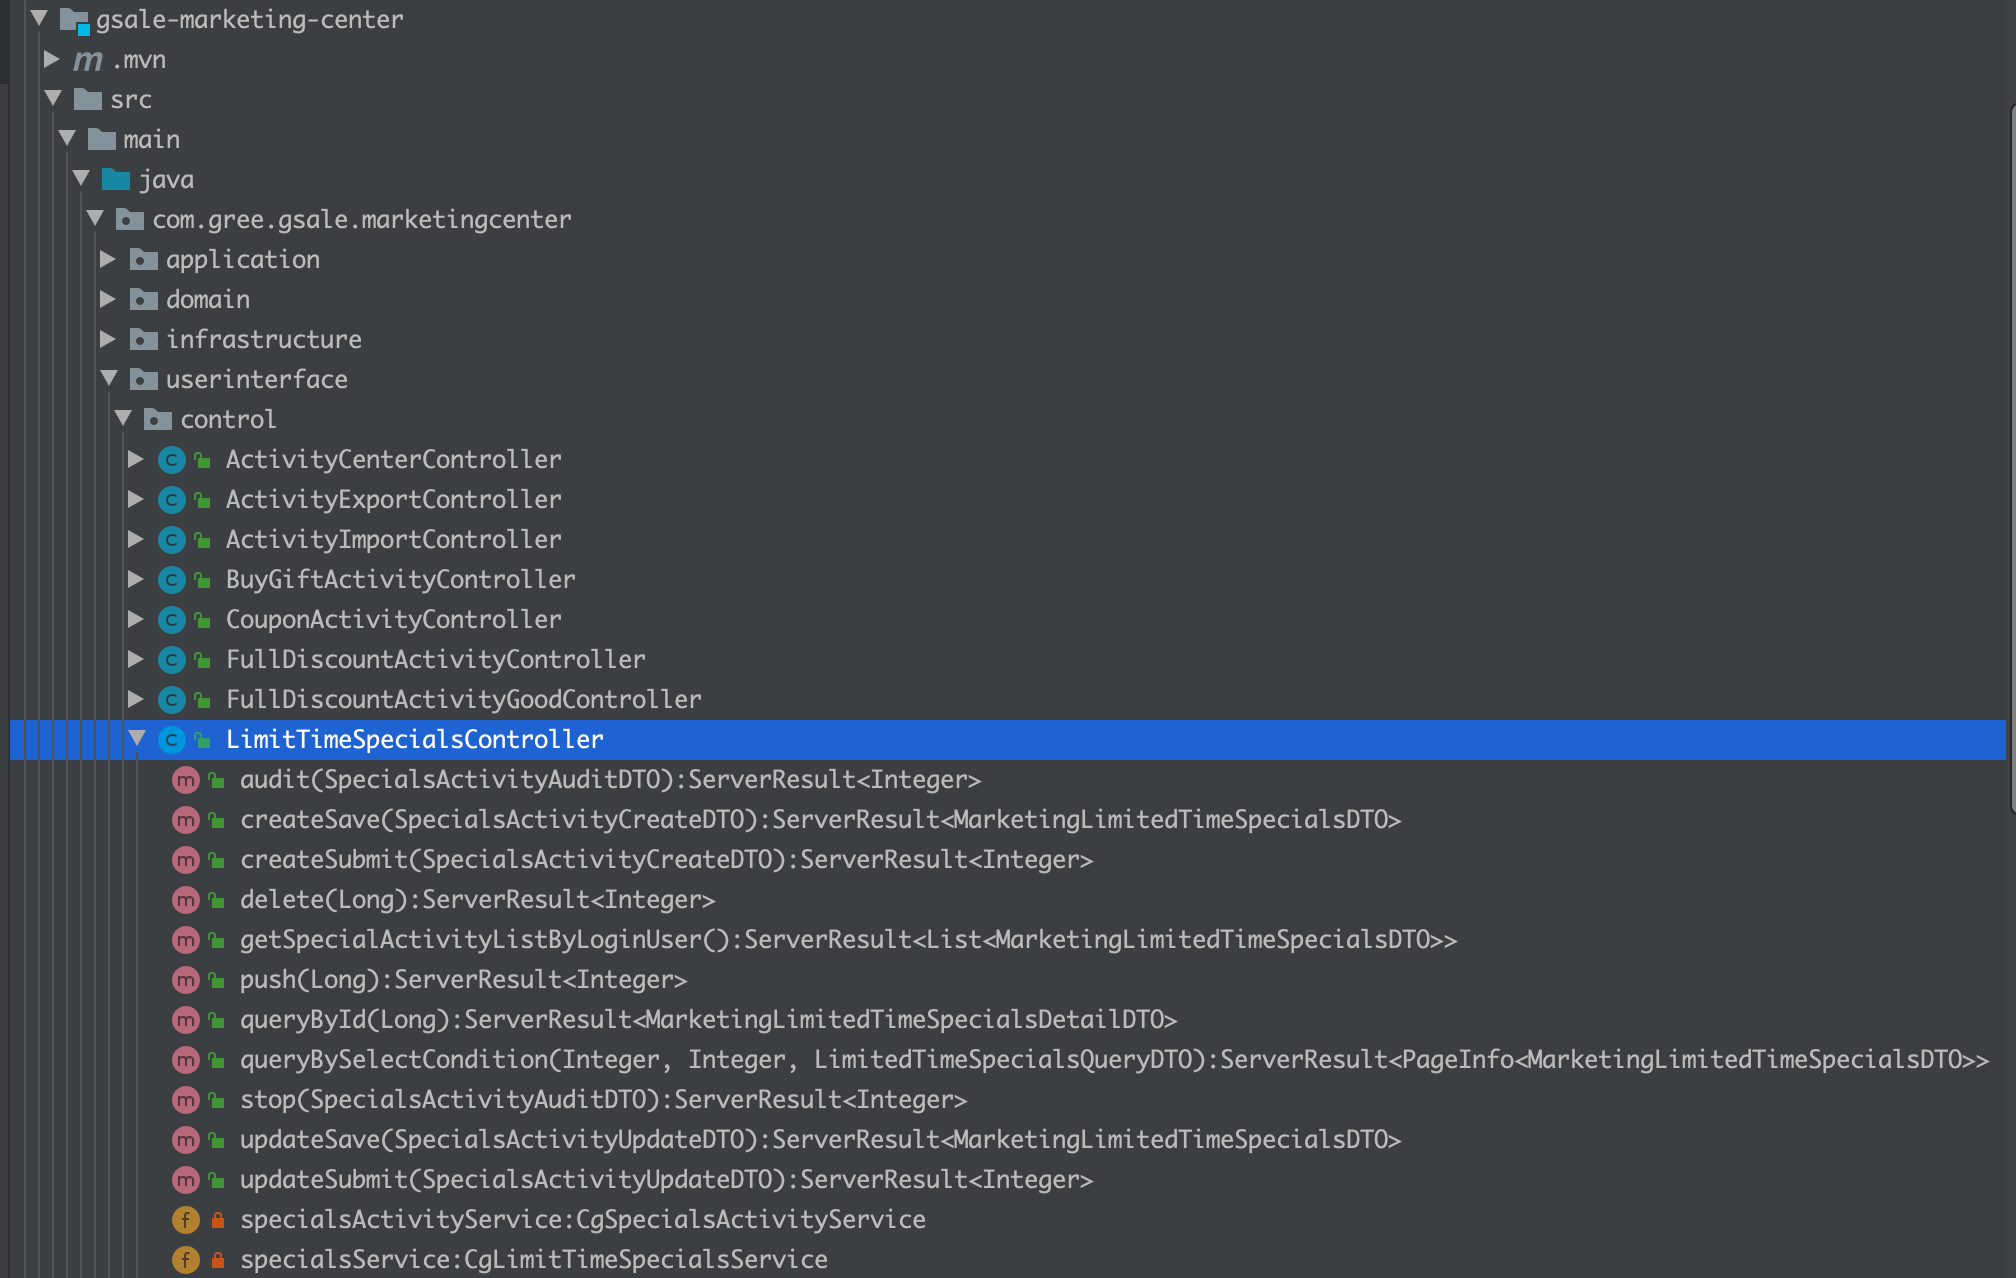 gsale-marketing-center
.mvn
src
main
java
com.gree.gsale.marketingcenter
application
domain
infrastructure
userinterface
control
ActivityCenterController
ActivityExportController
ActivityImportController
BuyGiftActivityController
CouponActivityController
FullDiscountActivityController
FullDiscountActivityGoodController
LimitTimeSpecialsController
audit(SpecialsActivityAuditDTO):ServerResult<Integer>
createSave(SpecialsActivityCreateDTO):ServerResult<MarketingLimitedTimeSpecialsDTO>
createSubmit(SpecialsActivityCreateDTO):ServerResult<Integer>
delete(Long):ServerResult<Integer>
getSpecialActivityListByLoginUser():ServerResult<List<MarketingLimitedTimeSpecialsDTO>>
push(Long):ServerResult<Integer>
queryById(Long):ServerResult<MarketingLimitedTimeSpecialsDetailDTO>
queryBySelectCondition(Integer, Integer, LimitedTimeSpecialsQueryDTO):ServerResult<PageInfo<MarketingLimitedTimeSpecialsDTO>>
stop(SpecialsActivityAuditDTO):ServerResult<Integer>
updateSave(SpecialsActivityUpdateDTO):ServerResult<MarketingLimitedTimeSpecialsDTO>
updateSubmit(SpecialsActivityUpdateDTO):ServerResult<Integer>
specialsActivityService:CgSpecialsActivityService
specialsService:CgLimitTimeSpecialsService